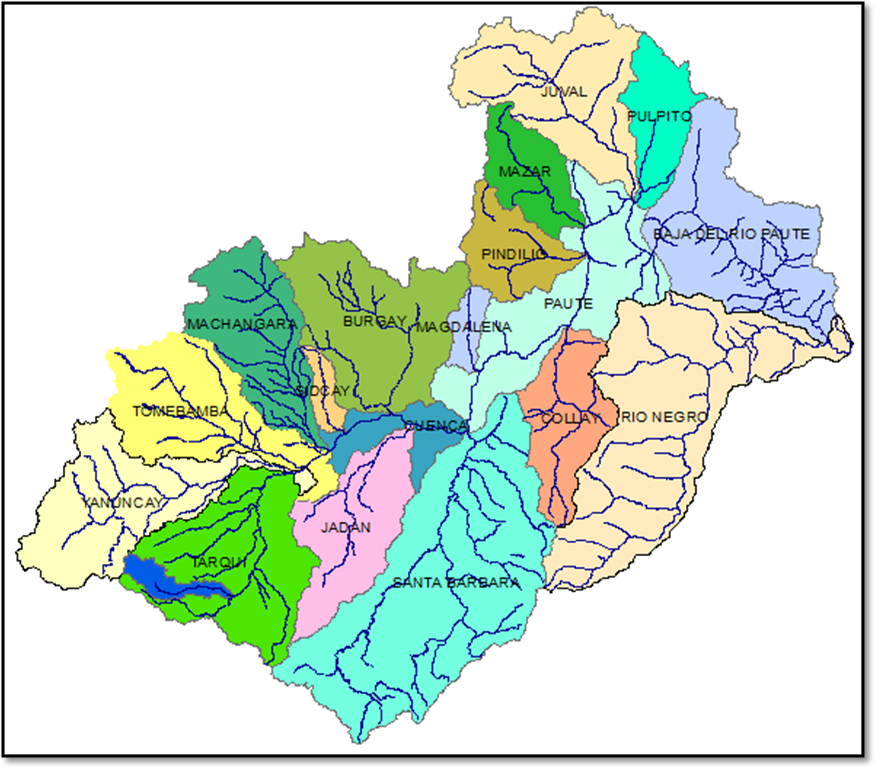 JUVAL
PULPITO
MAZAR
BAJA DEL RIO PAUTE
PINDILIG
PAUTE
MACHANGARA
BURGAY
MAGDALENA
SIDCAY
TOMEBAMBA
CUENCA
COLLAY
RIO NEGRO
YANUNCAY
JADAN
TARQUI
SANTA BARBARA